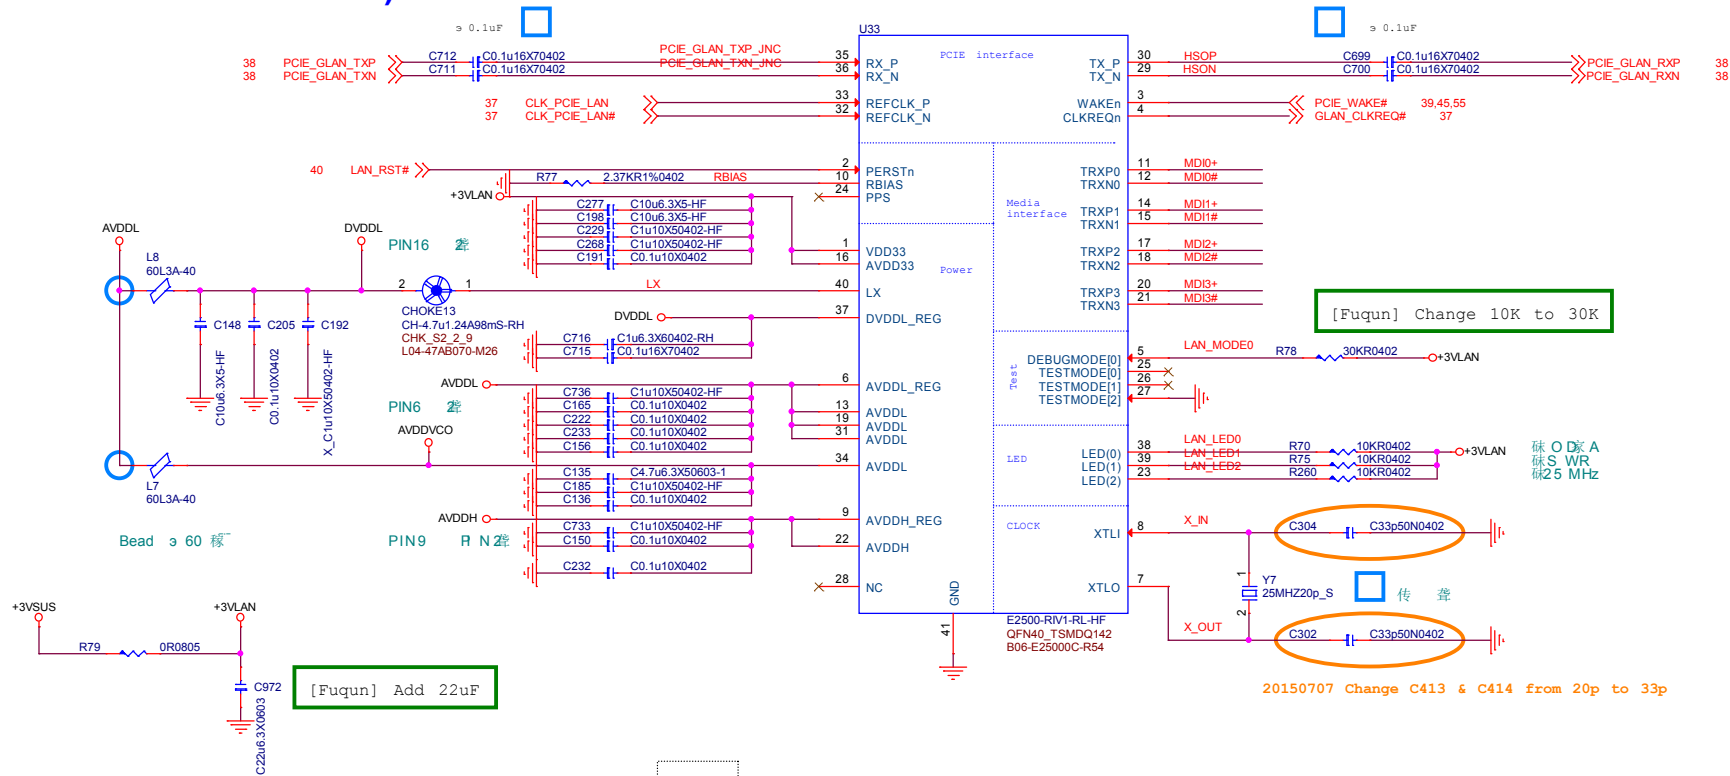 0.1uF
0.1uF
U33
PCIE interface
38 PCIE_GLAN_TXP C712 C0.1u16X70402 PCIE_GLAN_TXP_JNC 35 RX_P
38 PCIE_GLAN_TXN C711 C0.1u16X70402 PCIE_GLAN_TXN_JNC 36 RX_N
TX_P 30 HSOP C699 C0.1u16X70402 PCIE_GLAN_RXP 38
TX_N 29 HSON C700 C0.1u16X70402 PCIE_GLAN_RXN 38
37 CLK_PCIE_LAN 33 REFCLK_P
37 CLK_PCIE_LAN# 32 REFCLK_N
WAKEn 3 PCIE_WAKE# 39,45,55
CLKREQn 4 GLAN_CLKREQ# 37
40 LAN_RST# 2 PERSTn
R77 2.37KR1%0402 RBIAS 10 RBIAS
24 PPS
+3VLAN
C277 C10u6.3X5-HF
C198 C10u6.3X5-HF
C229 C1u10X50402-HF
C268 C1u10X50402-HF
C191 C0.1u10X0402
1 VDD33
16 AVDD33
Media
interface
TRXP0 11 MDI0+
TRXN0 12 MDI0#
TRXP1 14 MDI1+
TRXN1 15 MDI1#
TRXP2 17 MDI2+
TRXN2 18 MDI2#
TRXP3 20 MDI3+
TRXN3 21 MDI3#
Power
AVDDL
DVDDL
PIN16
L8
60L3A-40
C148
C10u6.3X5-HF
C205
C0.1u10X0402
C192
X_C1u10X50402-HF
2 1 LX 40 LX
CHOKE13
CH-4.7u1.24A98mS-RH
CHK_S2_2_9
L04-47AB070-M26
DVDDL 37 DVDDL_REG
C716 C1u6.3X60402-RH
C715 C0.1u16X70402
[Fuqun] Change 10K to 30K
Test
DEBUGMODE[0] 5 LAN_MODE0 R78 30KR0402 +3VLAN
TESTMODE[0] 25
TESTMODE[1] 26
TESTMODE[2] 27
AVDDL 6 AVDDL_REG
C736 C1u10X50402-HF
C165 C0.1u10X0402
C222 C0.1u10X0402
C233 C0.1u10X0402
C156 C0.1u10X0402
13 AVDDL
19 AVDDL
31 AVDDL
PIN6
AVDDVCO
34 AVDDL
L7
60L3A-40
C135 C4.7u6.3X50603-1
C185 C1u10X50402-HF
C136 C0.1u10X0402
LED
LED(0) 38 LAN_LED0 R70 10KR0402 +3VLAN
LED(1) 39 LAN_LED1 R75 10KR0402
LED(2) 23 LAN_LED2 R260 10KR0402
25 MHz
AVDDH 9 AVDDH_REG
C733 C1u10X50402-HF
C150 C0.1u10X0402
22 AVDDH
C232 C0.1u10X0402
28 NC
PIN9
Bead 60
CLOCK
XTLI 8 X_IN C304 C33p50N0402
1 Y7
25MHZ20p_S
2
XTLO 7 X_OUT C302 C33p50N0402
GND
41
E2500-RIV1-RL-HF
QFN40_TSMDQ142
B06-E25000C-R54
+3VSUS
+3VLAN
R79 0R0805
C972
C22u6.3X0603
[Fuqun] Add 22uF
20150707 Change C413 & C414 from 20p to 33p